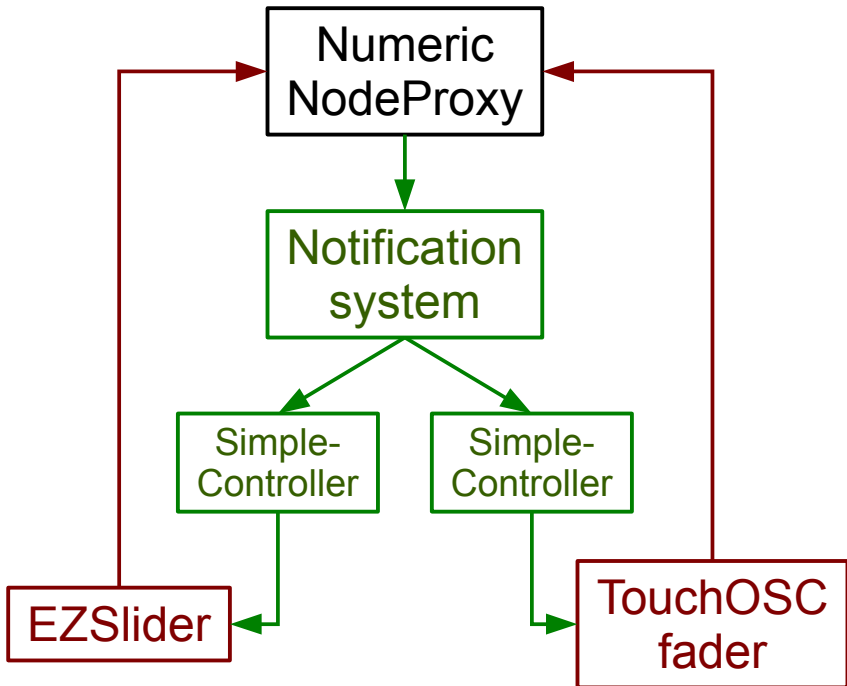 Numeric
NodeProxy
Notification
system
Simple-
Controller
Simple-
Controller
EZSlider
TouchOSC
fader